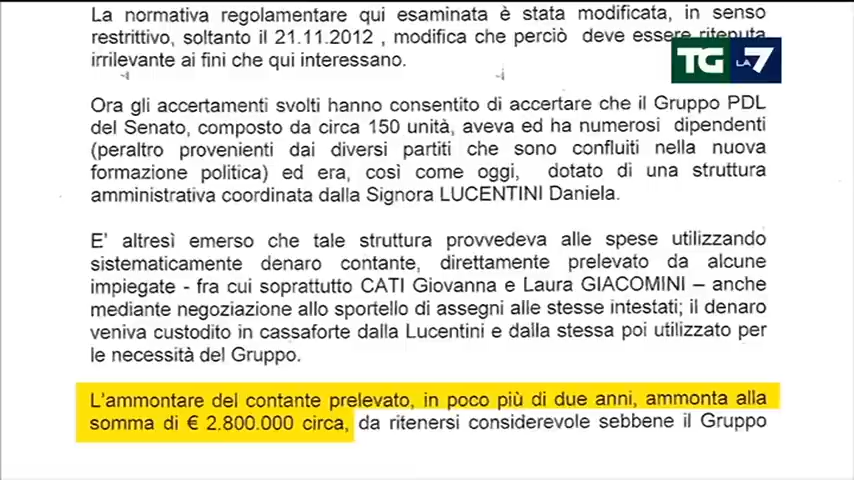 La normativa regolamentare qui esaminata è stata modificata, in senso
restrittivo, soltanto il 21.11.2012 , modifica che perciò deve essere ritenuta
irrilevante ai fini che qui interessano.
TG LA7
Ora gli accertamenti svolti hanno consentito di accertare che il Gruppo PDL
del Senato, composto da circa 150 unità, aveva ed ha numerosi dipendenti
(peraltro provenienti dai diversi partiti che sono confluiti nella nuova
formazione politica) ed era, così come oggi, dotato di una struttura
amministrativa coordinata dalla Signora LUCENTINI Daniela.
E' altresì emerso che tale struttura provvedeva alle spese utilizzando
sistematicamente denaro contante, direttamente prelevato da alcune
impiegate - fra cui soprattutto CATI Giovanna e Laura GIACOMINI – anche
mediante negoziazione allo sportello di assegni alle stesse intestati; il denaro
veniva custodito in cassaforte dalla Lucentini e dalla stessa poi utilizzato per
le necessità del Gruppo.
L'ammontare del contante prelevato, in poco più di due anni, ammonta alla
somma di € 2.800.000 circa, da ritenersi considerevole sebbene il Gruppo